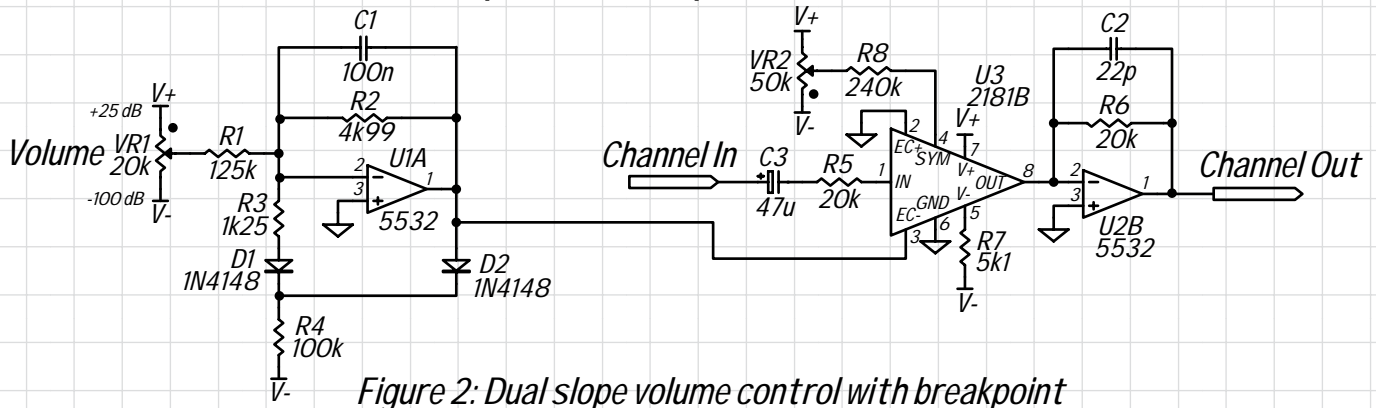 C1
100n
R2
4k99
+25 dB
V+
Volume
VR1
20k
-100 dB
V-
R1
125k
2
3
U1A
1
5532
R3
1k25
D1
1N4148
D2
1N4148
R4
100k
V-
V+
VR2
50k
V-
R8
240k
U3
2181B
V+
Channel In
C3
+
47u
R5
20k
2
4
7
1
8
3
6
5
EC+
SYM
V+
IN
OUT
V-
GND
EC-
R7
5k1
V-
C2
22p
R6
20k
2
3
1
U2B
5532
Channel Out
Figure 2: Dual slope volume control with breakpoint